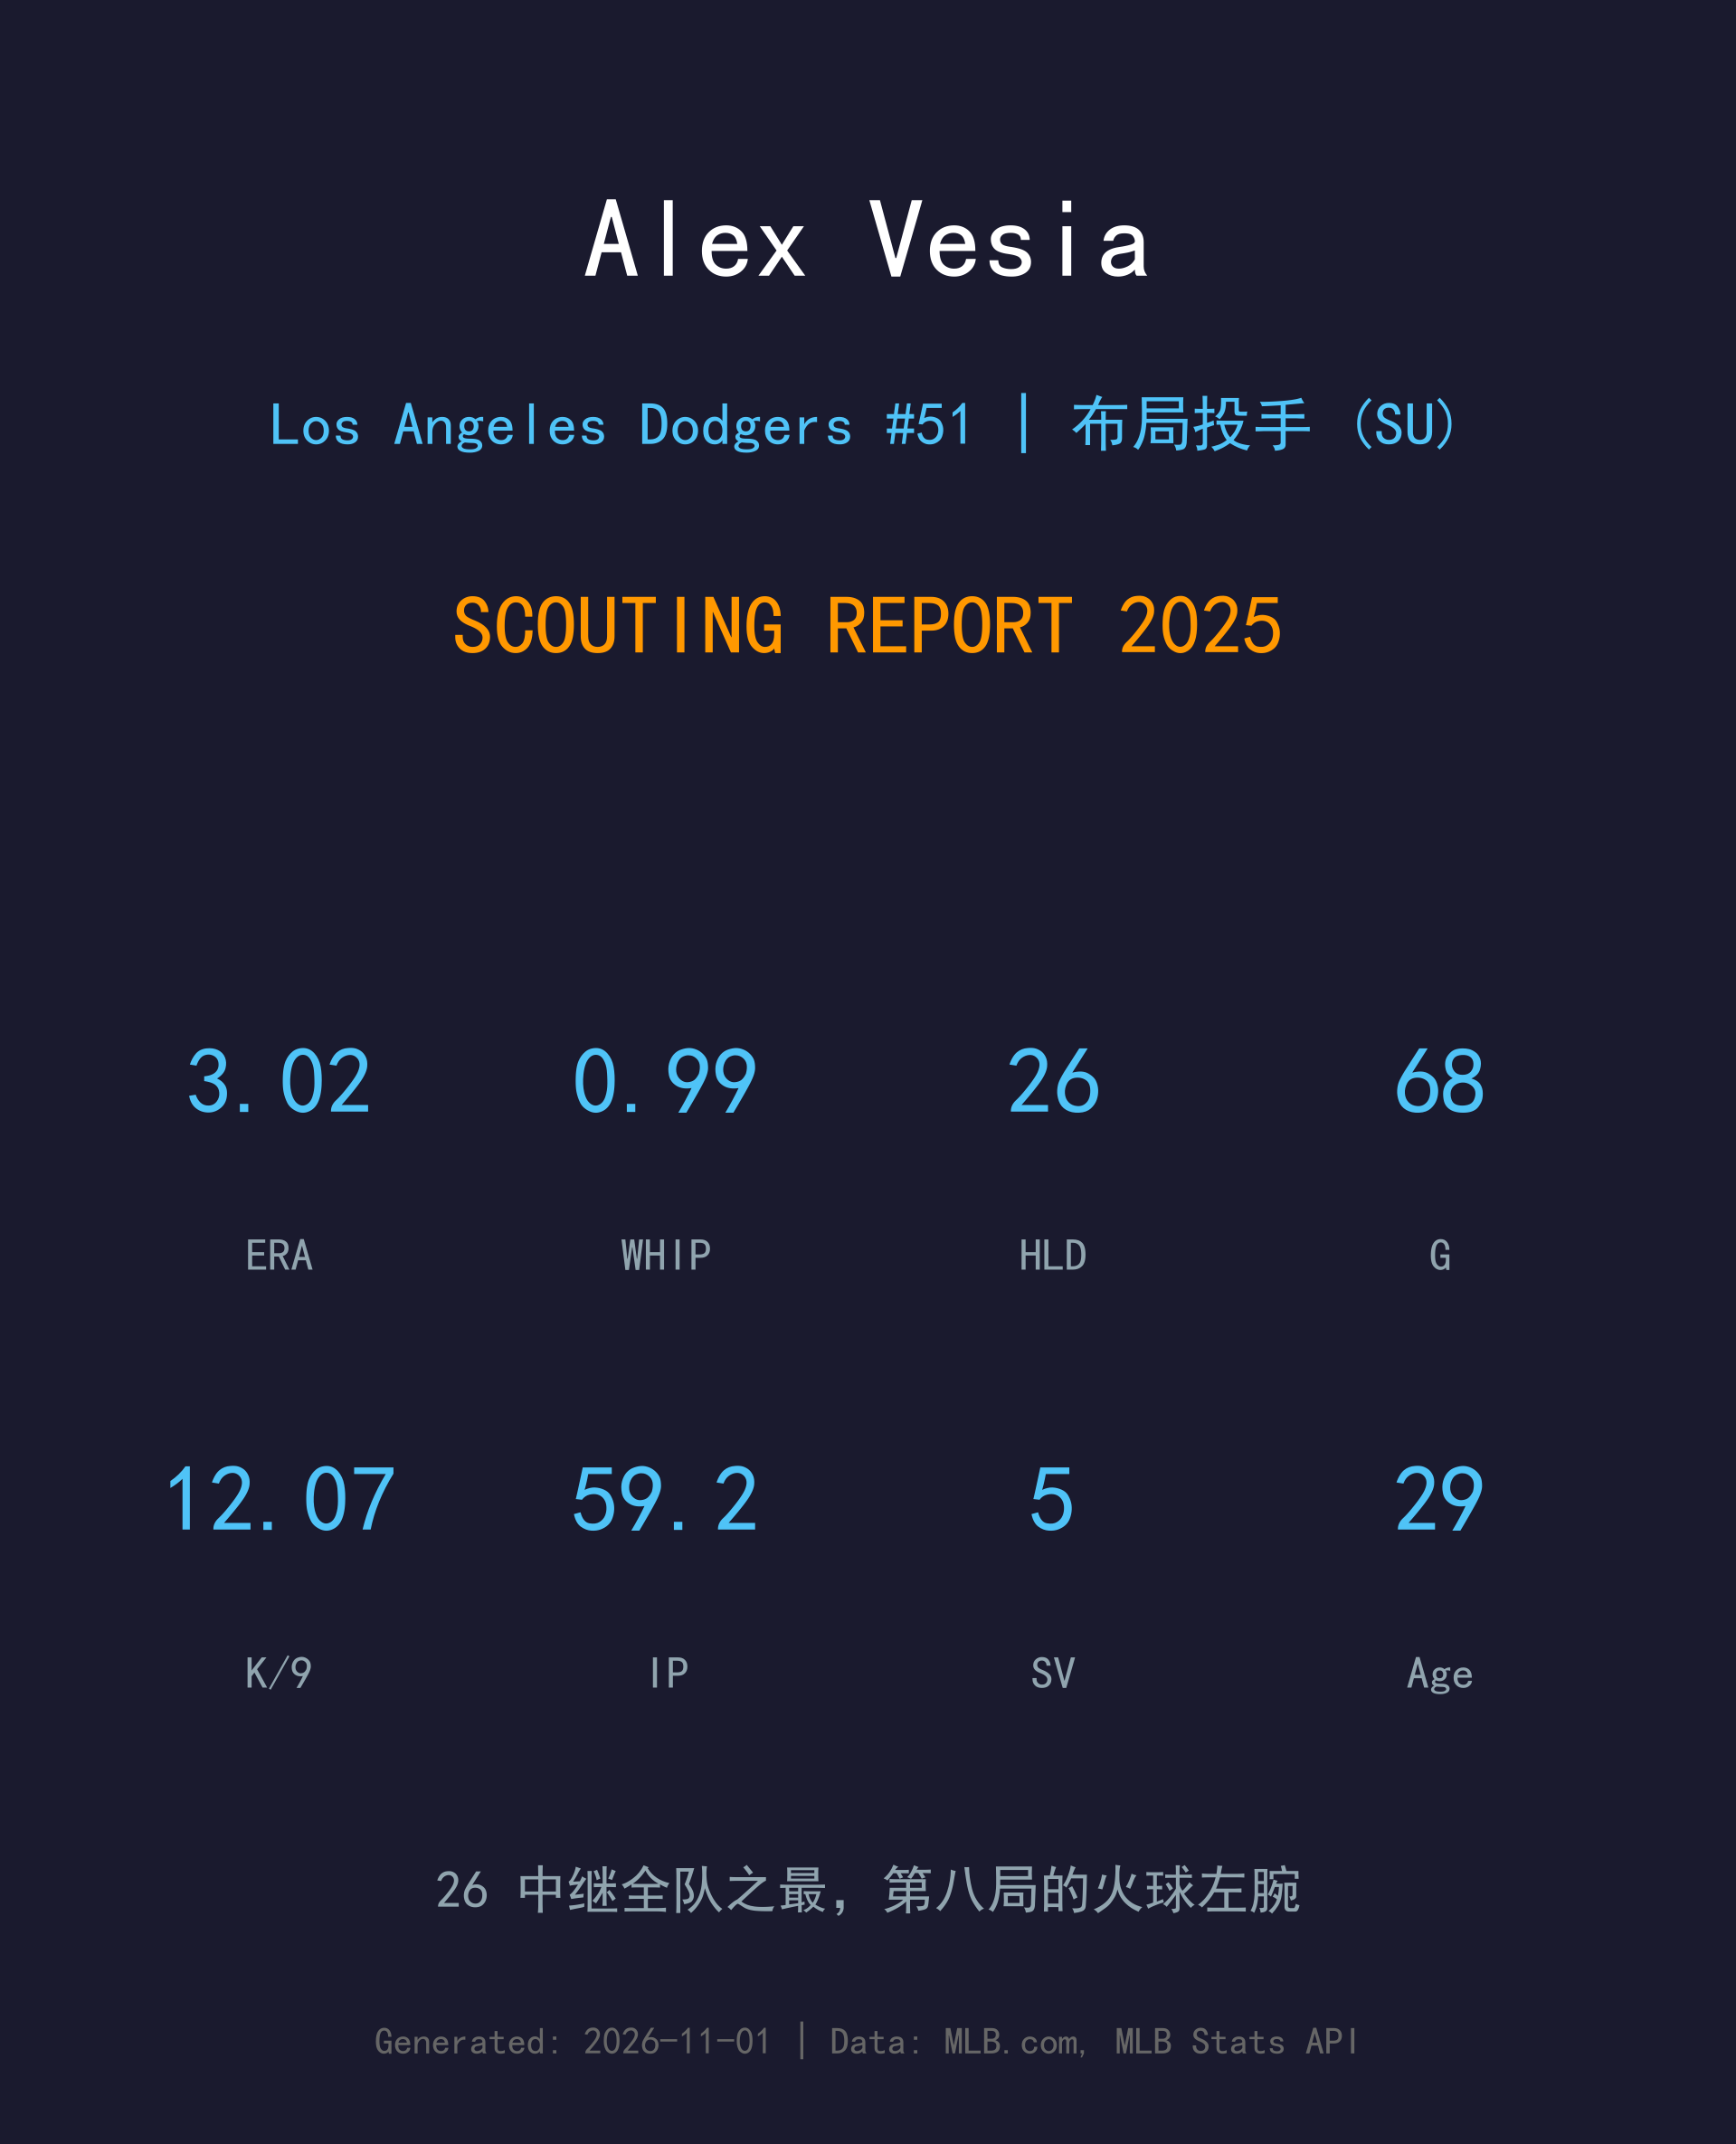 Alex Vesia
Los Angeles Dodgers #51 | 布局投手 (SU)
SCOUTING REPORT 2025
3.02 0.99 26 68
ERA WHIP HLD G
12.07 59.2 5 29
K/9 IP SV Age
26 中继全队之最，第八局的火球左腕
Generated: 2026-11-01 | Data: MLB.com, MLB Stats API